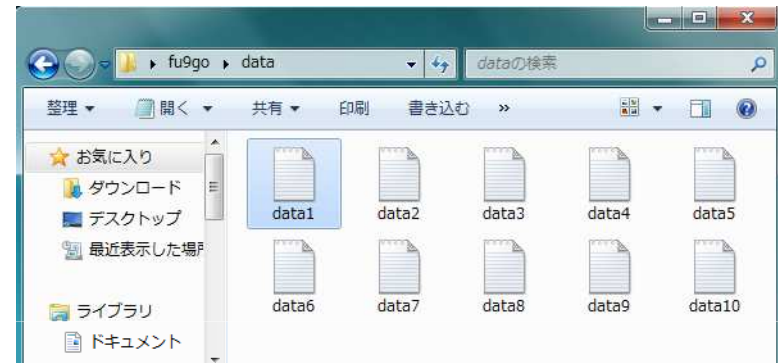 fu9go ▸ data
dataの検索
整理 ▼ 開く ▼ 共有 ▼ 印刷 書き込む »
お気に入り
ダウンロード
デスクトップ
最近表示した場
ライブラリ
ドキュメント
data1 data2 data3 data4 data5
data6 data7 data8 data9 data10